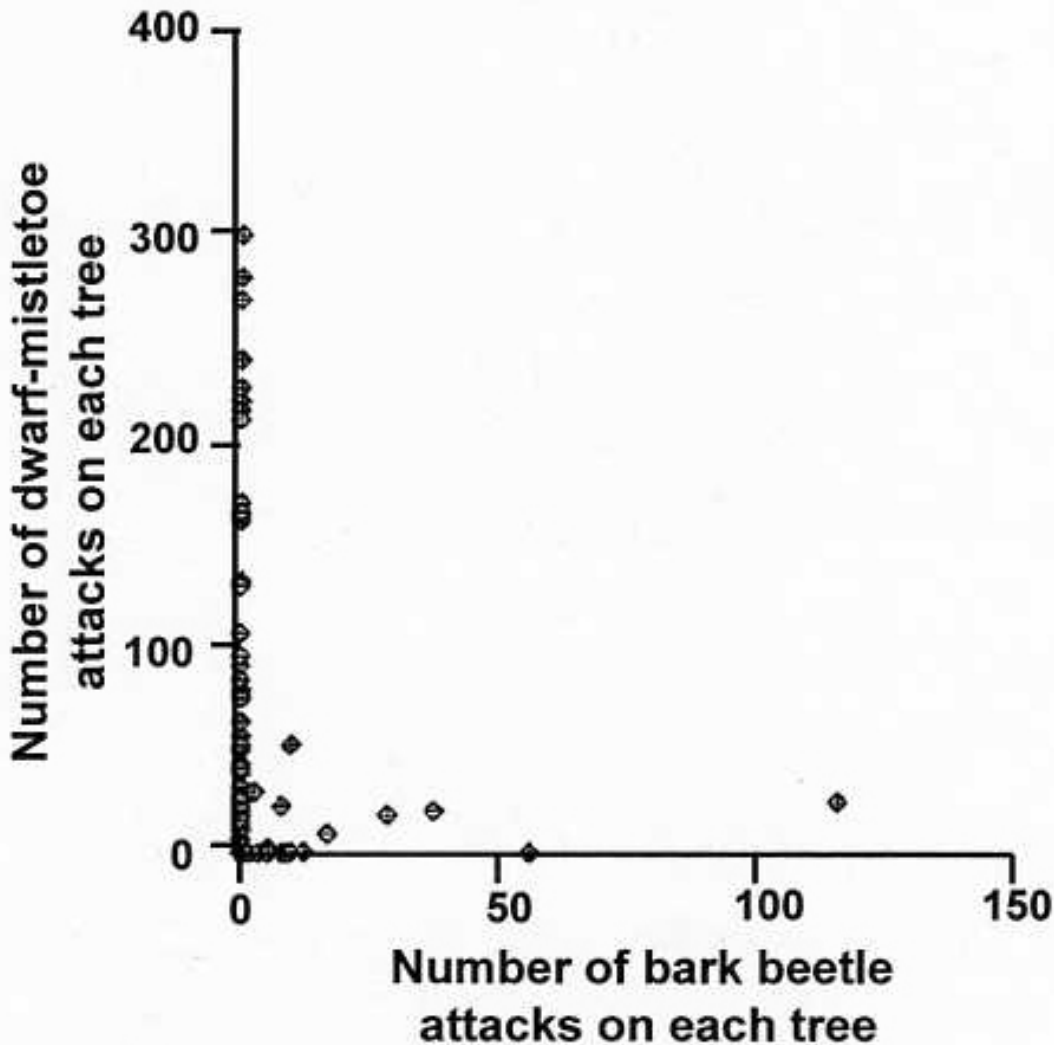 400
300
200
100
0
Number of dwarf-mistletoe
attacks on each tree
0 50 100 150
Number of bark beetle
attacks on each tree